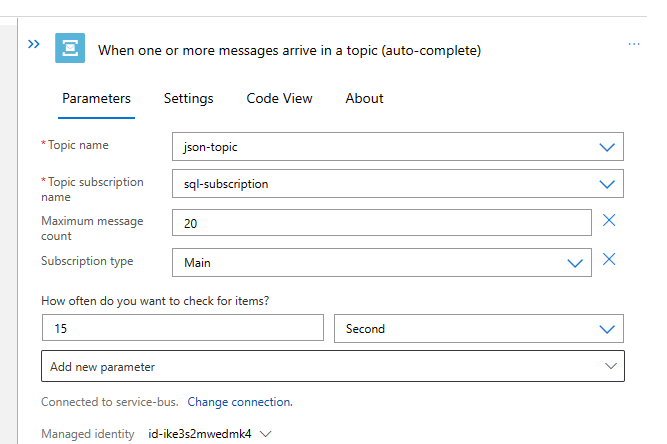 When one or more messages arrive in a topic (auto-complete)
Parameters Settings Code View About
* Topic name json-topic
* Topic subscription name sql-subscription
Maximum message count 20
Subscription type Main
How often do you want to check for items?
15 Second
Add new parameter
Connected to service-bus. Change connection.
Managed identity id-ike3s2mwedmk4